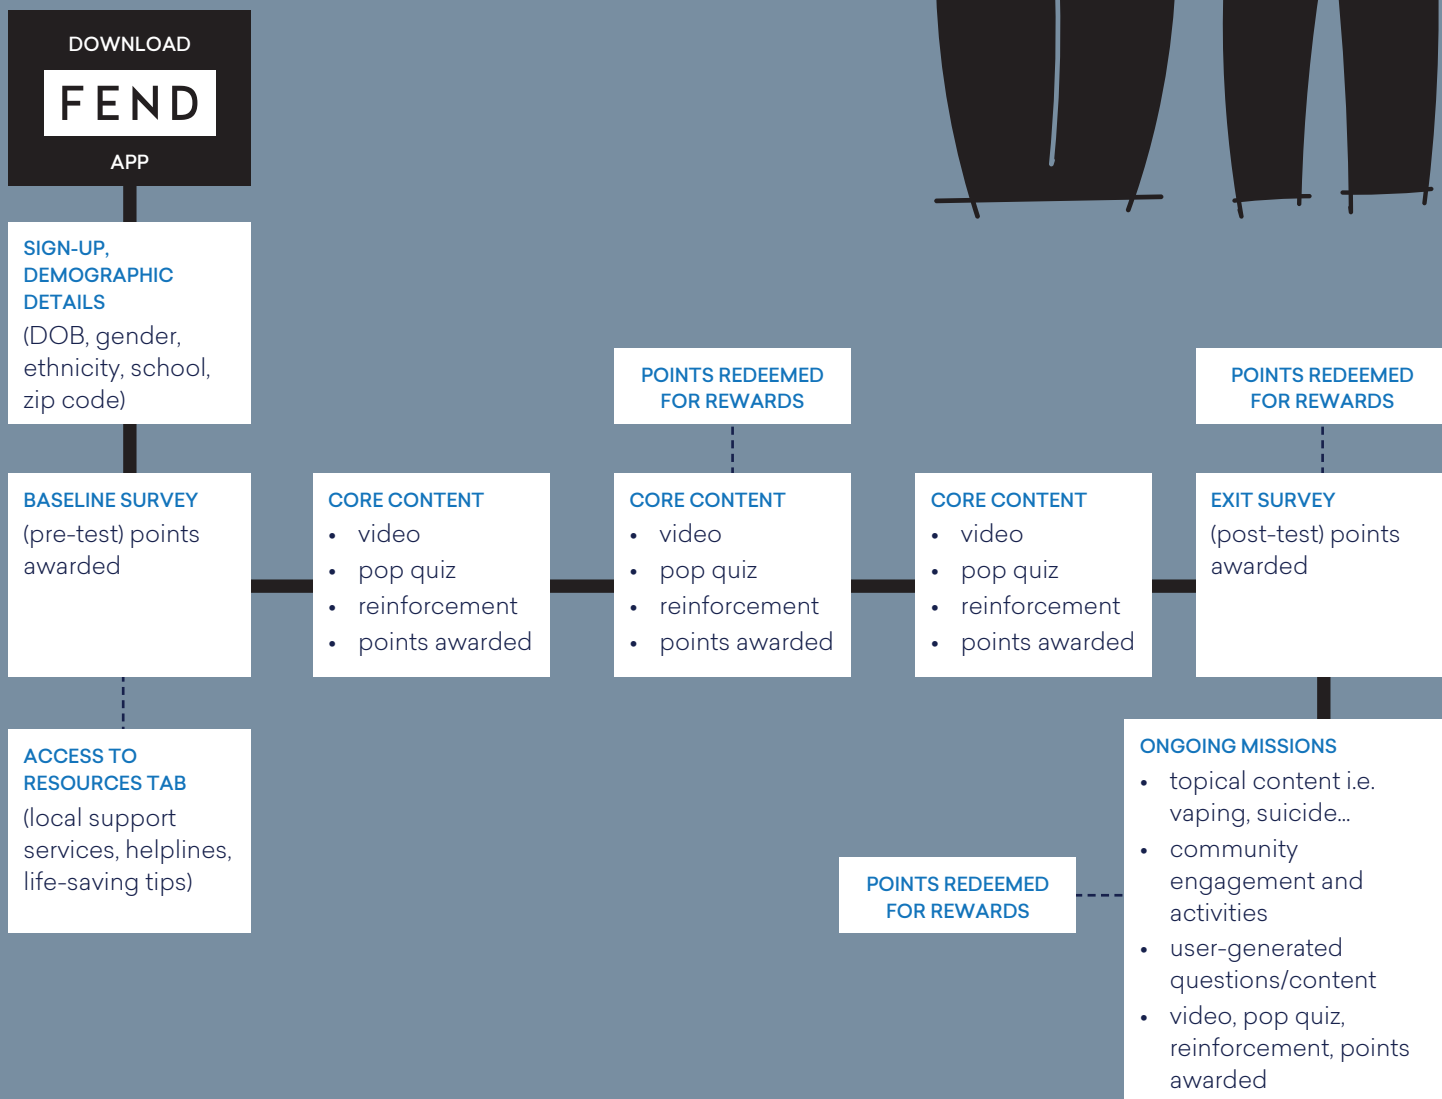 DOWNLOAD
FEND
APP
SIGN-UP,
DEMOGRAPHIC
DETAILS
(DOB, gender,
ethnicity, school,
zip code)
POINTS REDEEMED
FOR REWARDS
POINTS REDEEMED
FOR REWARDS
BASELINE SURVEY
(pre-test) points
awarded
CORE CONTENT
• video
• pop quiz
• reinforcement
• points awarded
CORE CONTENT
• video
• pop quiz
• reinforcement
• points awarded
CORE CONTENT
• video
• pop quiz
• reinforcement
• points awarded
EXIT SURVEY
(post-test) points
awarded
ACCESS TO
RESOURCES TAB
(local support
services, helplines,
life-saving tips)
POINTS REDEEMED
FOR REWARDS
ONGOING MISSIONS
• topical content i.e.
vaping, suicide...
• community
engagement and
activities
• user-generated
questions/content
• video, pop quiz,
reinforcement, points
awarded